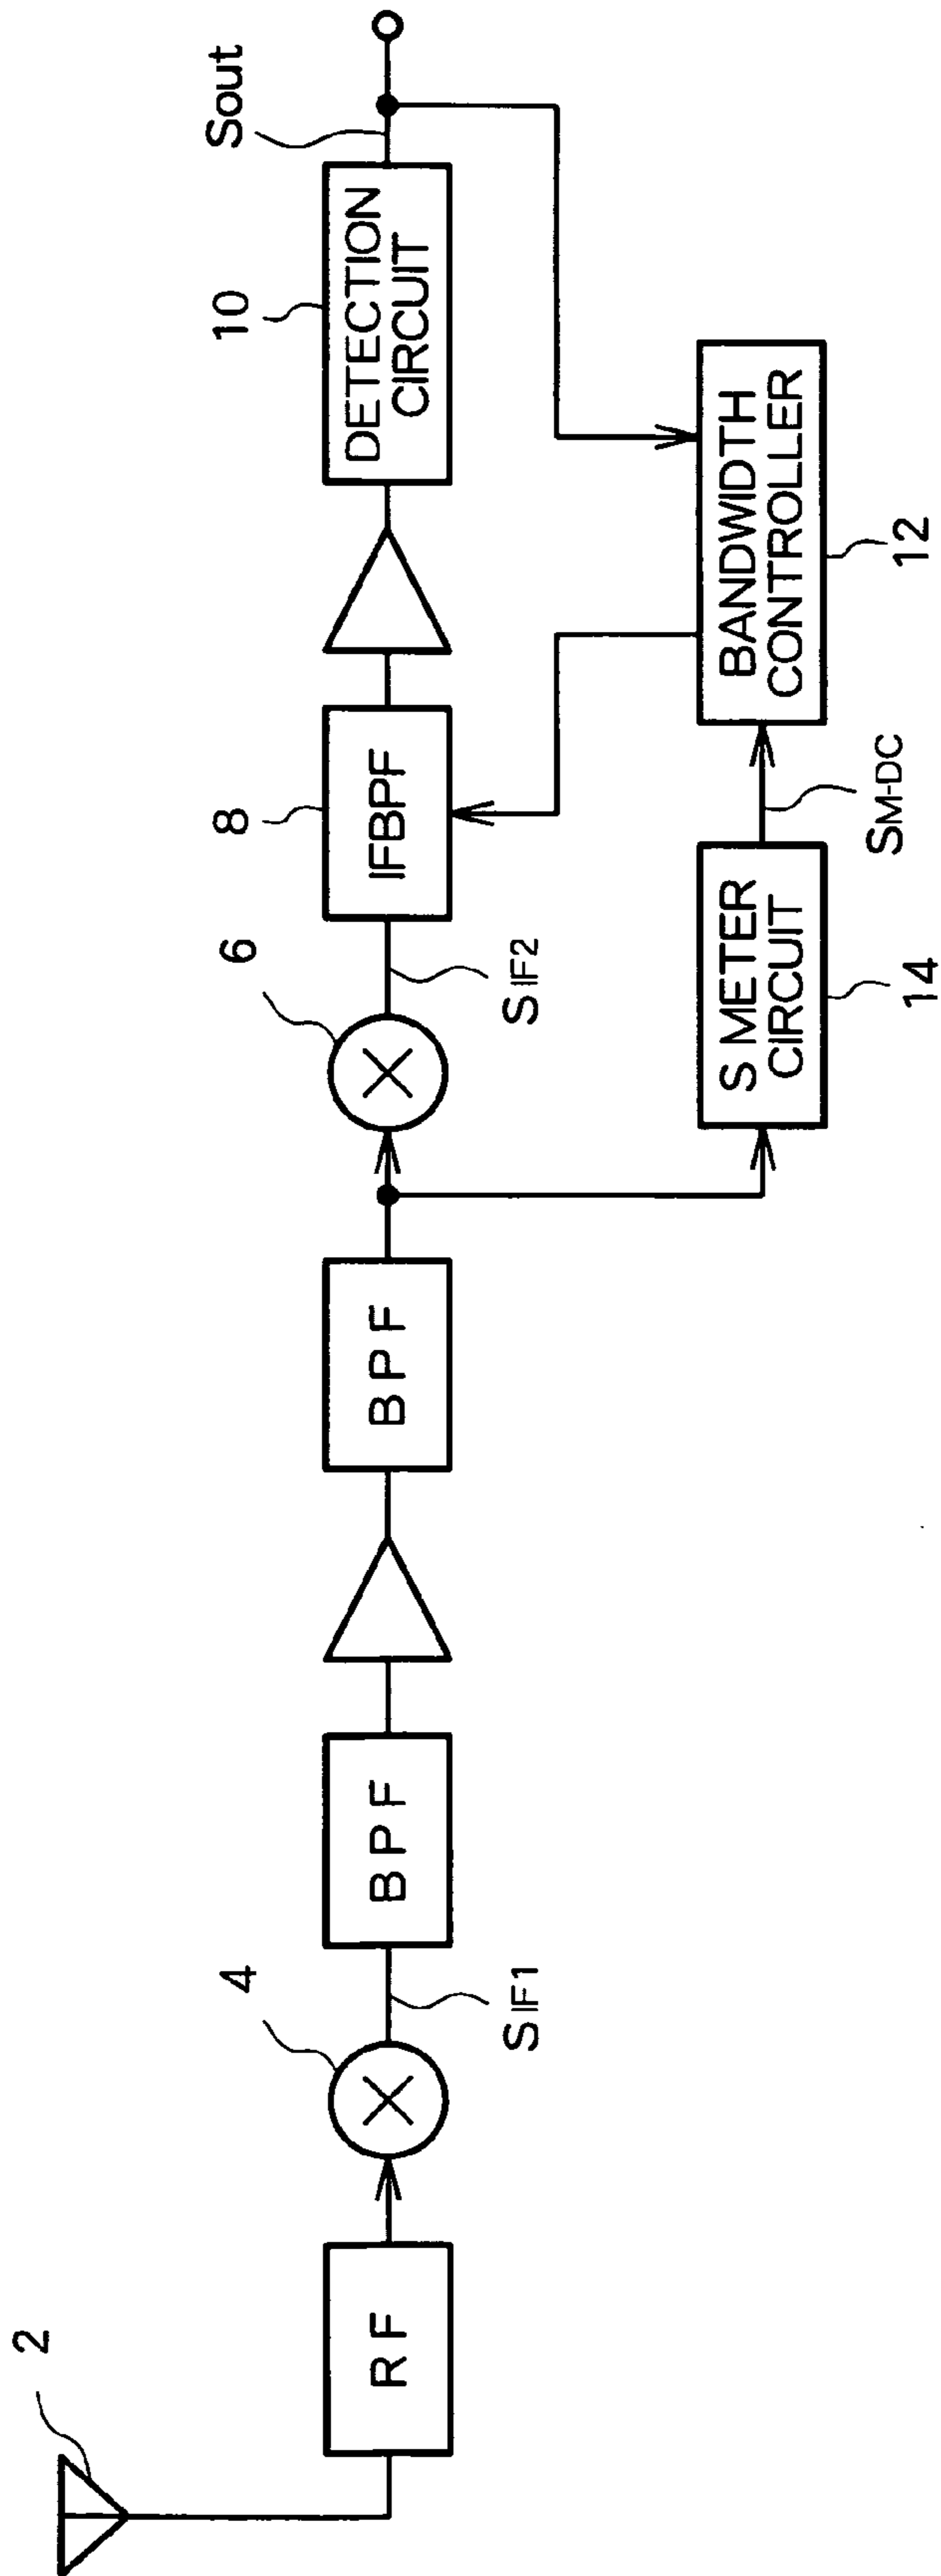 2
RF
4
SIF1
BPF
BPF
6
SIF2
8
IFBPF
10
DETECTION
CIRCUIT
Sout
S METER
CIRCUIT
14
SM-DC
BANDWIDTH
CONTROLLER
12